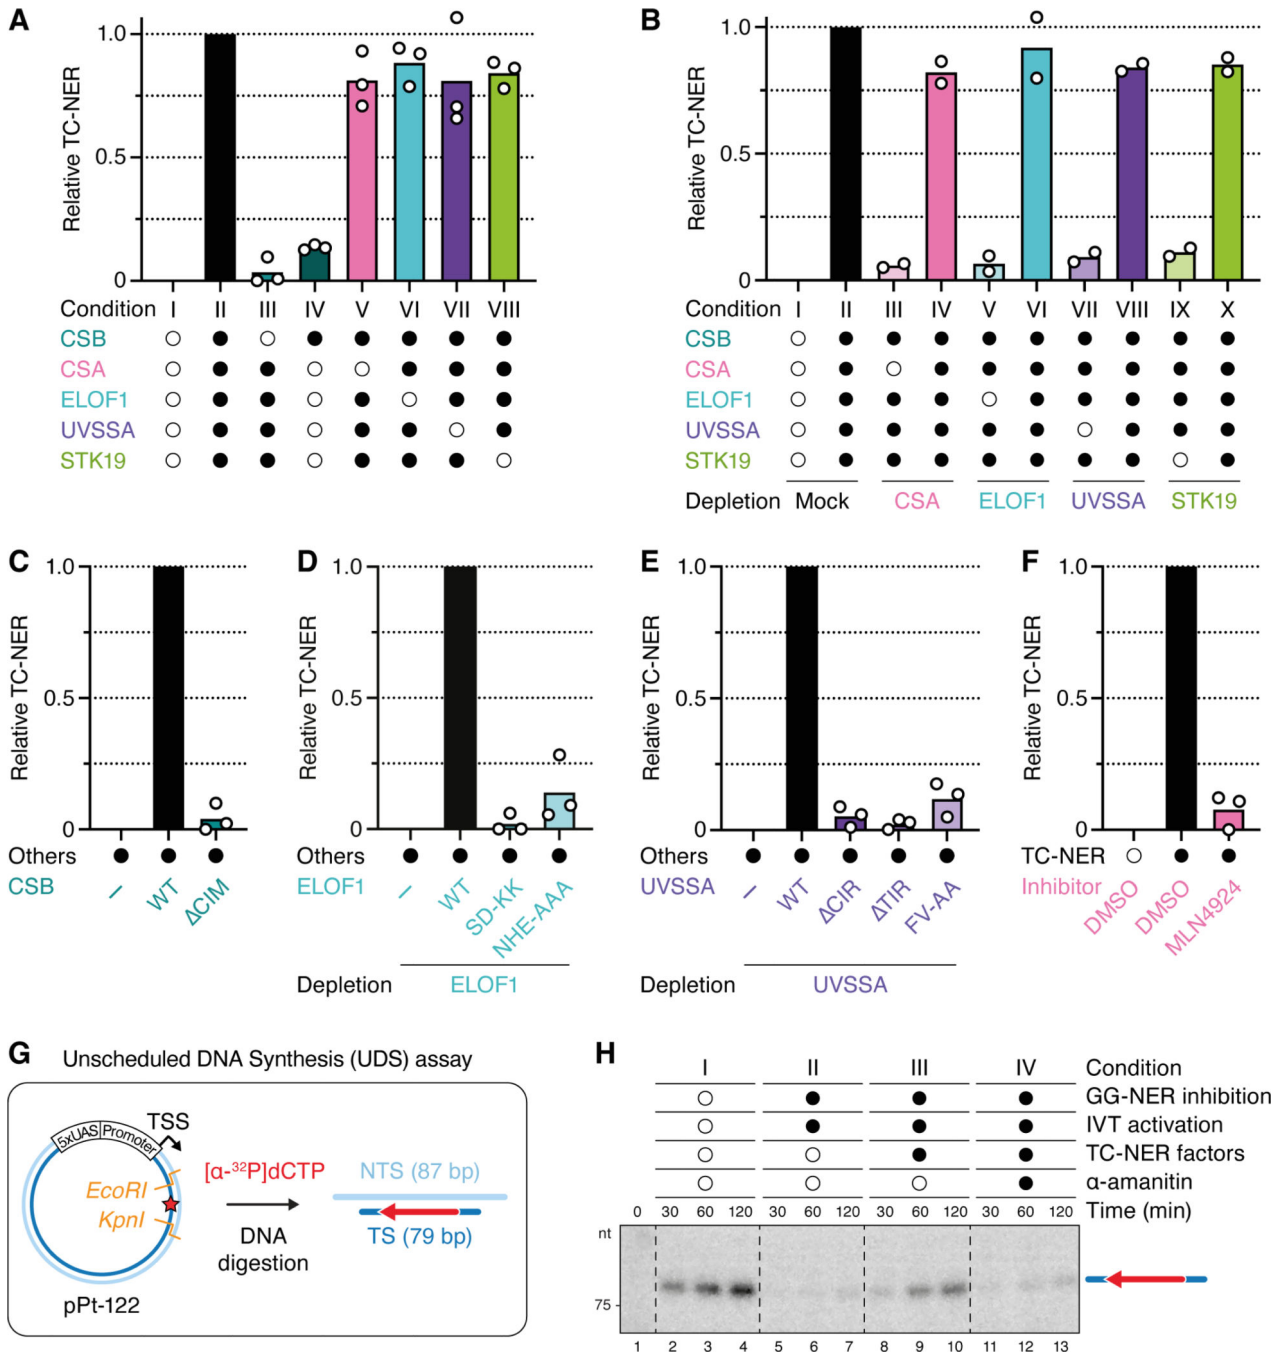 A
Relative TC-NER
1.0
0.5
0
Condition I II III IV V VI VII VIII
CSB
CSA
ELOF1
UVSSA
STK19
B
Relative TC-NER
1.0
0.5
0
Condition I II III IV V VI VII VIII IX X
CSB
CSA
ELOF1
UVSSA
STK19
Depletion Mock CSA ELOF1 UVSSA STK19
C
Relative TC-NER
1.0
0.5
0
Others
CSB – WT ΔCIM
D
Relative TC-NER
1.0
0.5
0
Others
ELOF1 – WT SD-KK NHE-AAA
Depletion ELOF1
E
Relative TC-NER
1.0
0.5
0
Others
UVSSA – WT ΔCIR ΔTIR FV-AA
Depletion UVSSA
F
Relative TC-NER
1.0
0.5
0
TC-NER
Inhibitor DMSO DMSO MLN4924
G
Unscheduled DNA Synthesis (UDS) assay
5xUAS Promoter TSS
EcoRI
KpnI
pPt-122
[α-³²P]dCTP
DNA
digestion
NTS (87 bp)
TS (79 bp)
H
I II III IV Condition
GG-NER inhibition
IVT activation
TC-NER factors
α-amanitin
0 30 60 120 30 60 120 30 60 120 30 60 120 Time (min)
nt
75
1 2 3 4 5 6 7 8 9 10 11 12 13